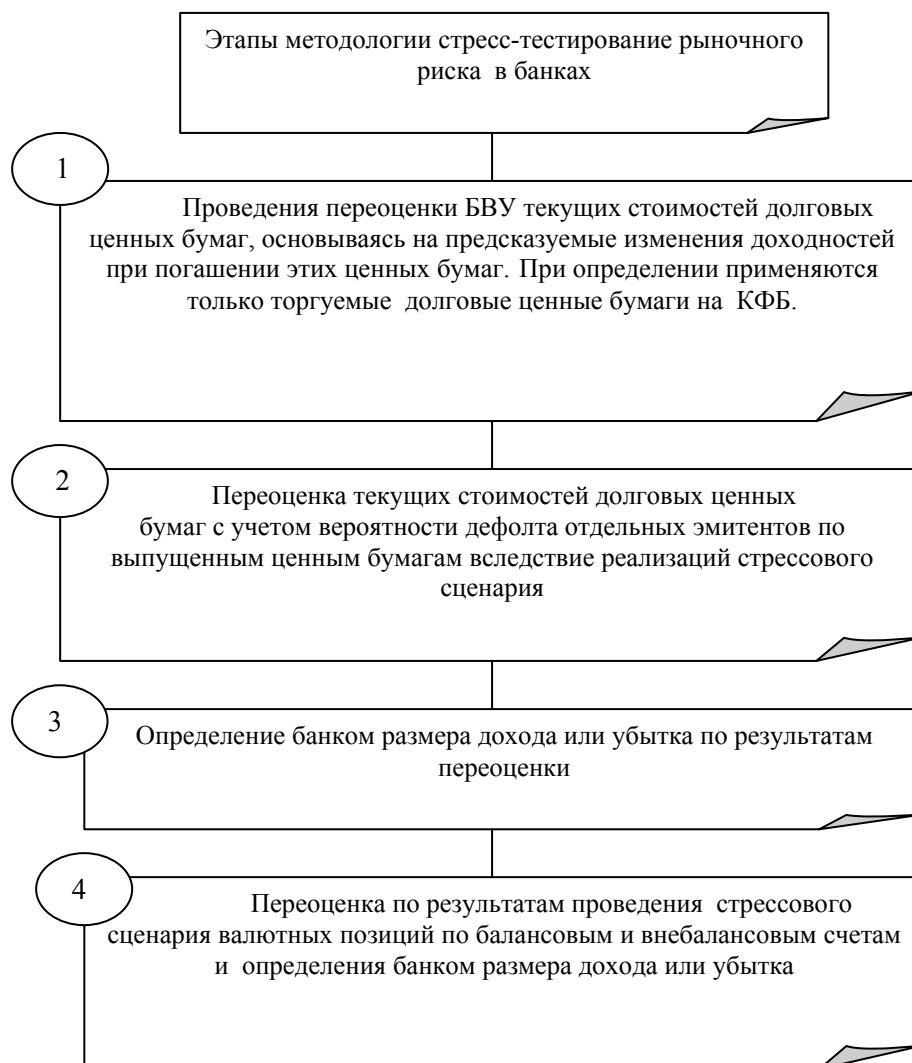 Этапы методологии стресс-тестирование рыночного
риска в банках
1
Проведения переоценки БВУ текущих стоимостей долговых
ценных бумаг, основываясь на предсказуемые изменения доходностей
при погашении этих ценных бумаг. При определении применяются
только торгуемые долговые ценные бумаги на КФБ.
2
Переоценка текущих стоимостей долговых ценных
бумаг с учетом вероятности дефолта отдельных эмитентов по
выпущенным ценным бумагам вследствие реализаций стрессового
сценария
3
Определение банком размера дохода или убытка по результатам
переоценки
4
Переоценка по результатам проведения стрессового
сценария валютных позиций по балансовым и внебалансовым счетам
и определения банком размера дохода или убытка